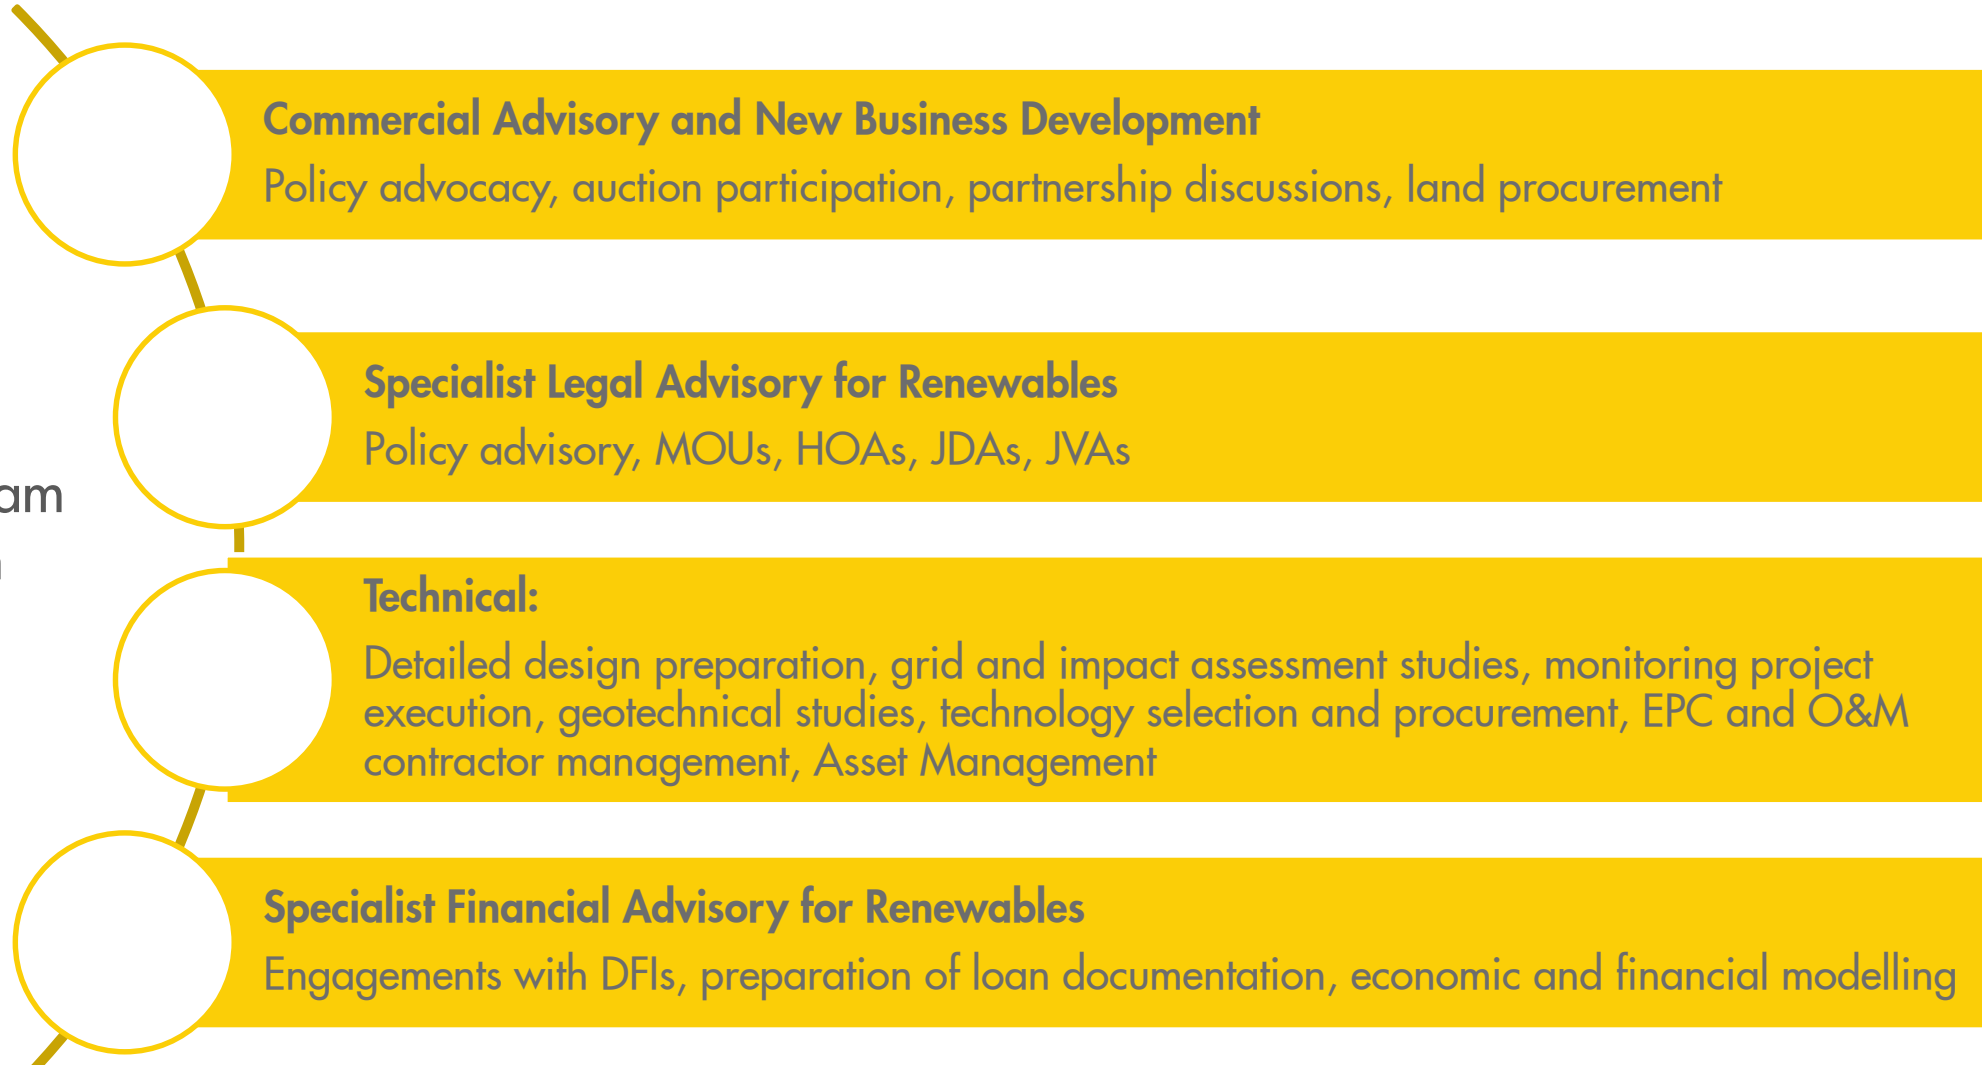 Commercial Advisory and New Business Development
Policy advocacy, auction participation, partnership discussions, land procurement
Specialist Legal Advisory for Renewables
Policy advisory, MOUs, HOAs, JDAs, JVAs
Technical:
Detailed design preparation, grid and impact assessment studies, monitoring project
execution, geotechnical studies, technology selection and procurement, EPC and O&M
contractor management, Asset Management
Specialist Financial Advisory for Renewables
Engagements with DFIs, preparation of loan documentation, economic and financial modelling